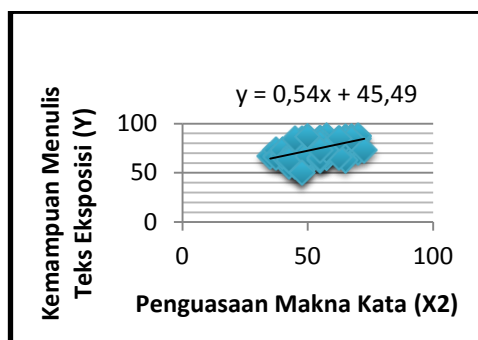 y = 0,54x + 45,49
100
50
0
0
50
100
Kemampuan Menulis
Teks Eksposisi (Y)
Penguasaan Makna Kata (X2)